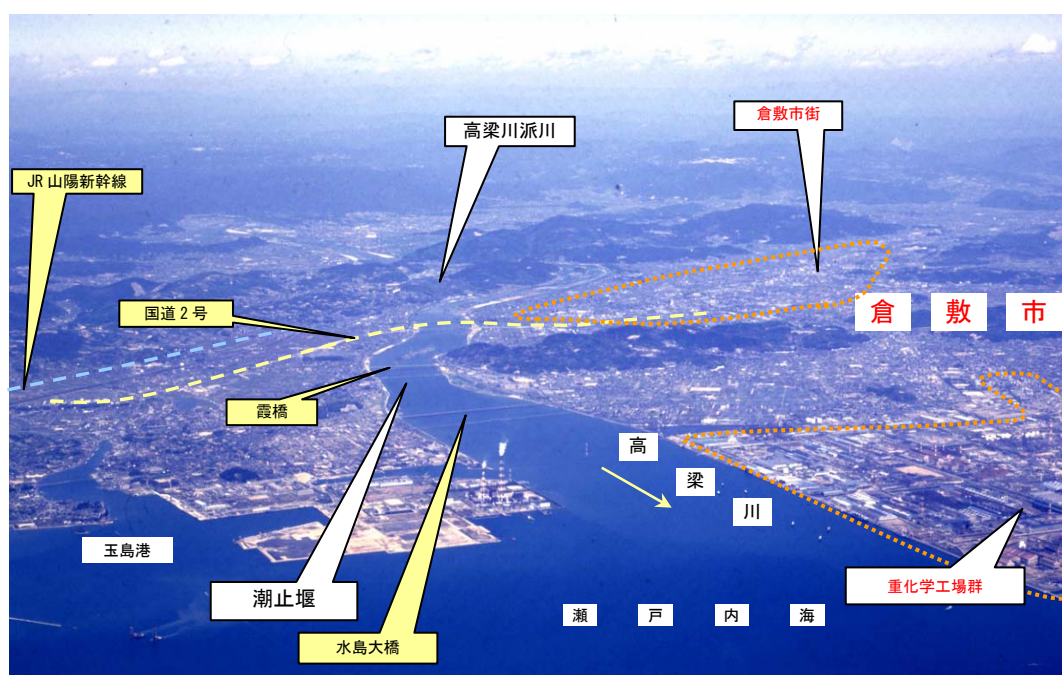 倉敷市街
高梁川派川
JR山陽新幹線
国道2号
倉敷市
霞橋
高梁川
玉島港
潮止堰
重化学工場群
瀬戸内海
水島大橋